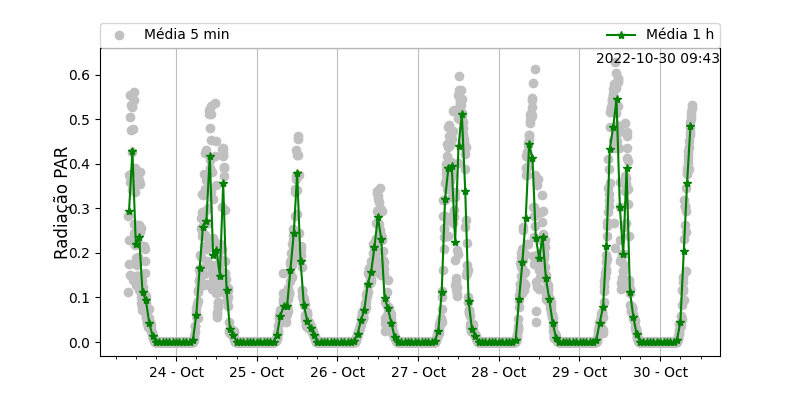 Média 5 min
Média 1 h
2022-10-30 09:43
Radiação PAR
0.6
0.5
0.4
0.3
0.2
0.1
0.0
24 - Oct
25 - Oct
26 - Oct
27 - Oct
28 - Oct
29 - Oct
30 - Oct